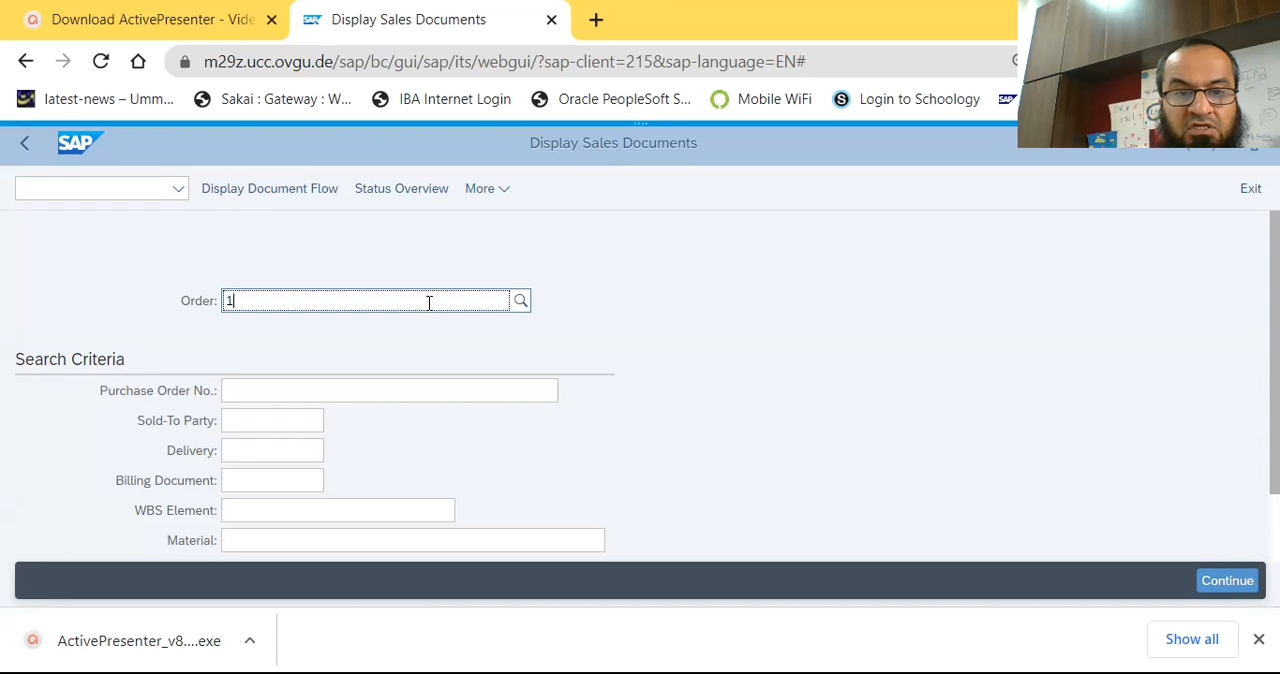 Download ActivePresenter - Vide
Display Sales Documents
m29z.ucc.ovgu.de/sap/bc/gui/sap/its/webgui/?sap-client=215&sap-language=EN#
latest-news – Umm...
Sakai : Gateway : W...
IBA Internet Login
Oracle PeopleSoft S...
Mobile WiFi
Login to Schoology
SAP
Display Sales Documents
Display Document Flow
Status Overview
More
Exit
Order: 1
Search Criteria
Purchase Order No.:
Sold-To Party:
Delivery:
Billing Document:
WBS Element:
Material:
Continue
ActivePresenter_v8....exe
Show all